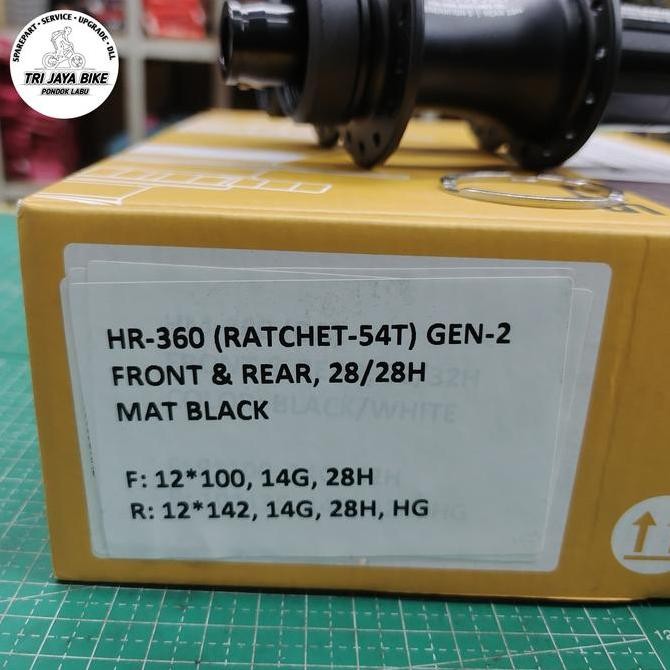 SPAREPART • SERVICE • UPGRADE • DLL
TRI JAYA BIKE
PONDOK LABU
HR-360 (RATCHET-54T) GEN-2
FRONT & REAR, 28/28H
MAT BLACK
F: 12*100, 14G, 28H
R: 12*142, 14G, 28H, HG